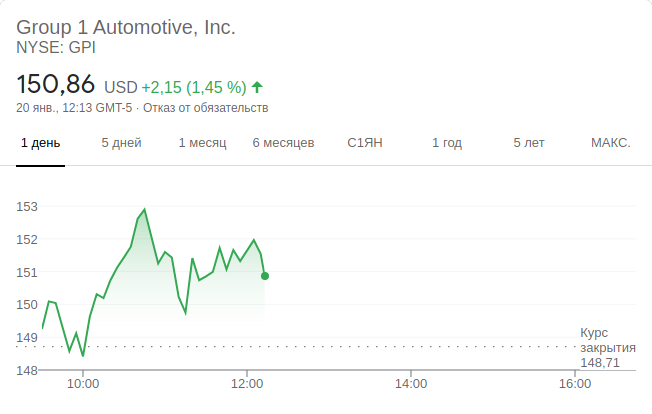 Group 1 Automotive, Inc.
NYSE: GPI
150,86 USD +2,15 (1,45 %)
20 янв., 12:13 GMT-5 · Отказ от обязательств
1 день 5 дней 1 месяц 6 месяцев С1ЯН 1 год 5 лет МАКС.
153
152
151
150
149
148
Курс
закрытия
148,71
10:00 12:00 14:00 16:00